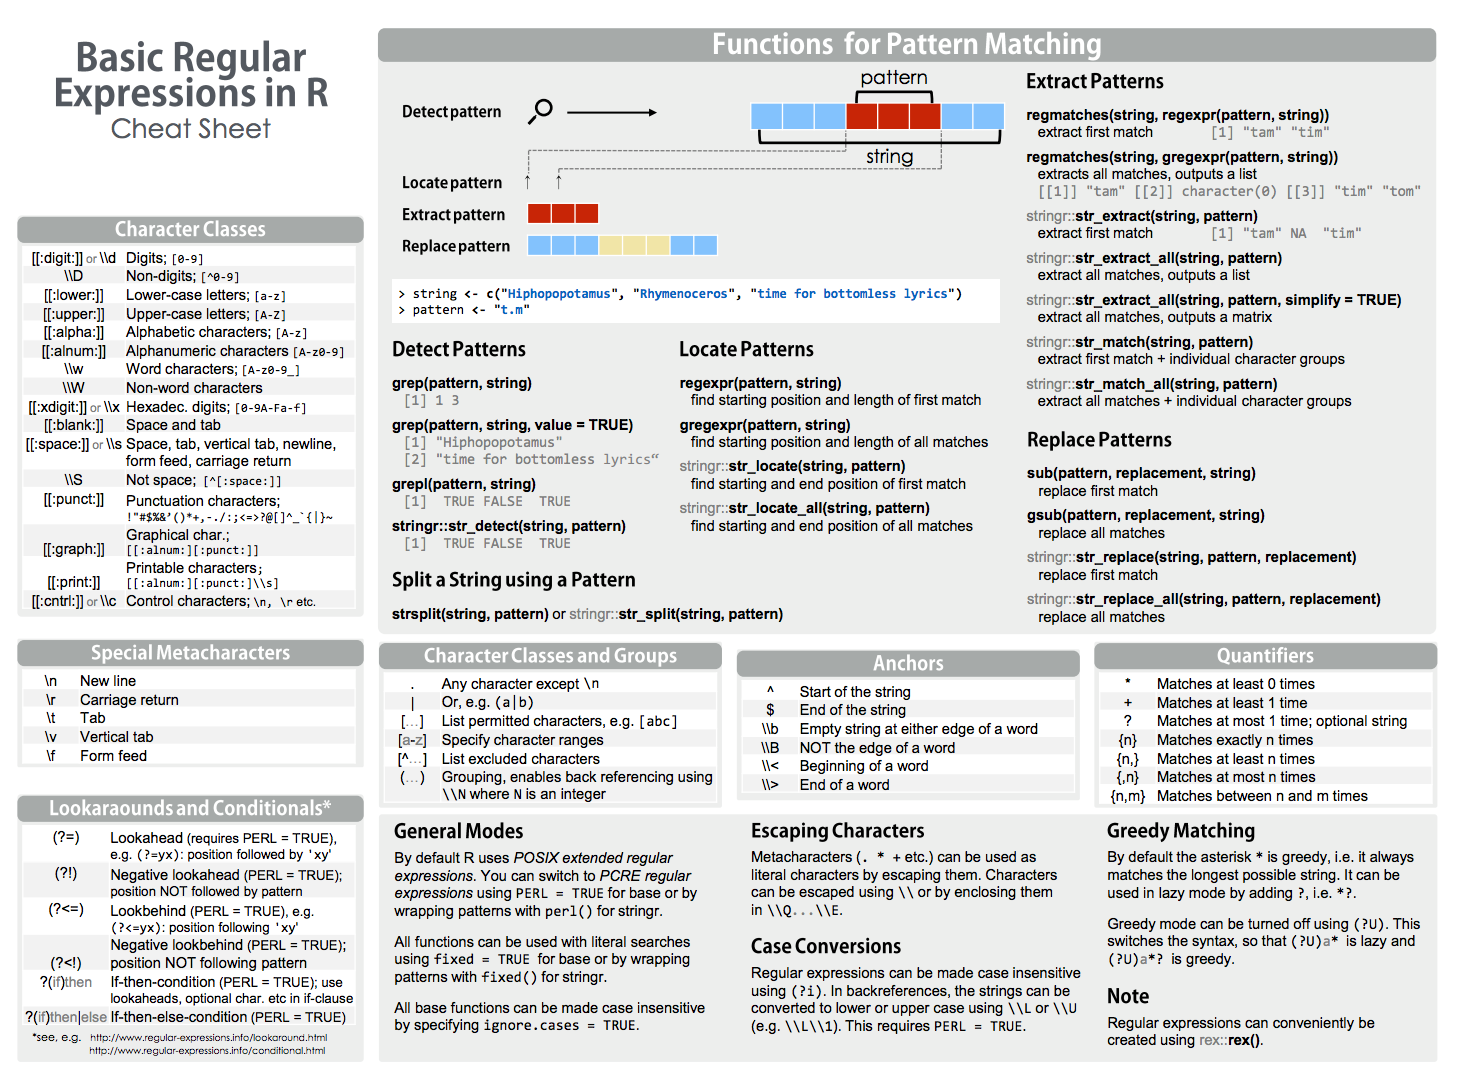 Basic Regular
Expressions in R
Cheat Sheet
Character Classes
[[:digit:]] or \\d Digits; [0-9]
\\D Non-digits; [^0-9]
[[:lower:]] Lower-case letters; [a-z]
[[:upper:]] Upper-case letters; [A-Z]
[[:alpha:]] Alphabetic characters; [A-z]
[[:alnum:]] Alphanumeric characters [A-z0-9]
\\w Word characters; [A-z0-9_]
\\W Non-word characters
[[:xdigit:]] or \\x Hexadec. digits; [0-9A-Fa-f]
[[:blank:]] Space and tab
[[:space:]] or \\s Space, tab, vertical tab, newline,
form feed, carriage return
\\S Not space; [^[:space:]]
[[:punct:]] Punctuation characters;
!"#$%&’()*+,-./:;<=>?@[]^_`{|}~
Graphical char.;
[[:graph:]] [[:alnum:][:punct:]]
Printable characters;
[[:print:]] [[:alnum:][:punct:]\\s]
[[:cntrl:]] or \\c Control characters; \n, \r etc.
Special Metacharacters
\n New line
\r Carriage return
\t Tab
\v Vertical tab
\f Form feed
Lookaraounds and Conditionals*
(?=) Lookahead (requires PERL = TRUE),
e.g. (?=yx): position followed by 'xy'
(?!) Negative lookahead (PERL = TRUE);
position NOT followed by pattern
(?<=) Lookbehind (PERL = TRUE), e.g.
(?<=yx): position following 'xy'
Negative lookbehind (PERL = TRUE);
(?<!) position NOT following pattern
?(if)then If-then-condition (PERL = TRUE); use
lookaheads, optional char. etc in if-clause
?(if)then|else If-then-else-condition (PERL = TRUE)
*see, e.g. http://www.regular-expressions.info/lookaround.html
http://www.regular-expressions.info/conditional.html
Functions for Pattern Matching
pattern
Detect pattern
string
Locate pattern
Extract pattern
Replace pattern
> string <- c("Hiphopopotamus", "Rhymenoceros", "time for bottomless lyrics")
> pattern <- "t.m"
Detect Patterns
grep(pattern, string)
[1] 1 3
grep(pattern, string, value = TRUE)
[1] "Hiphopopotamus"
[2] "time for bottomless lyrics“
grepl(pattern, string)
[1] TRUE FALSE TRUE
stringr::str_detect(string, pattern)
[1] TRUE FALSE TRUE
Split a String using a Pattern
strsplit(string, pattern) or stringr::str_split(string, pattern)
Locate Patterns
regexpr(pattern, string)
find starting position and length of first match
gregexpr(pattern, string)
find starting position and length of all matches
stringr::str_locate(string, pattern)
find starting and end position of first match
stringr::str_locate_all(string, pattern)
find starting and end position of all matches
Extract Patterns
regmatches(string, regexpr(pattern, string))
extract first match [1] "tam" "tim"
regmatches(string, gregexpr(pattern, string))
extracts all matches, outputs a list
[[1]] "tam" [[2]] character(0) [[3]] "tim" "tom"
stringr::str_extract(string, pattern)
extract first match [1] "tam" NA "tim"
stringr::str_extract_all(string, pattern)
extract all matches, outputs a list
stringr::str_extract_all(string, pattern, simplify = TRUE)
extract all matches, outputs a matrix
stringr::str_match(string, pattern)
extract first match + individual character groups
stringr::str_match_all(string, pattern)
extract all matches + individual character groups
Replace Patterns
sub(pattern, replacement, string)
replace first match
gsub(pattern, replacement, string)
replace all matches
stringr::str_replace(string, pattern, replacement)
replace first match
stringr::str_replace_all(string, pattern, replacement)
replace all matches
Character Classes and Groups
. Any character except \n
| Or, e.g. (a|b)
[...] List permitted characters, e.g. [abc]
[a-z] Specify character ranges
[^...] List excluded characters
(...) Grouping, enables back referencing using
\\N where N is an integer
Anchors
^ Start of the string
$ End of the string
\\b Empty string at either edge of a word
\\B NOT the edge of a word
\\< Beginning of a word
\\> End of a word
Quantifiers
* Matches at least 0 times
+ Matches at least 1 time
? Matches at most 1 time; optional string
{n} Matches exactly n times
{n,} Matches at least n times
{,n} Matches at most n times
{n,m} Matches between n and m times
General Modes
By default R uses POSIX extended regular
expressions. You can switch to PCRE regular
expressions using PERL = TRUE for base or by
wrapping patterns with perl() for stringr.
All functions can be used with literal searches
using fixed = TRUE for base or by wrapping
patterns with fixed() for stringr.
All base functions can be made case insensitive
by specifying ignore.cases = TRUE.
Escaping Characters
Metacharacters (. * + etc.) can be used as
literal characters by escaping them. Characters
can be escaped using \\ or by enclosing them
in \\Q...\\E.
Case Conversions
Regular expressions can be made case insensitive
using (?i). In backreferences, the strings can be
converted to lower or upper case using \\L or \\U
(e.g. \\L\\1). This requires PERL = TRUE.
Greedy Matching
By default the asterisk * is greedy, i.e. it always
matches the longest possible string. It can be
used in lazy mode by adding ?, i.e. *?.
Greedy mode can be turned off using (?U). This
switches the syntax, so that (?U)a* is lazy and
(?U)a*? is greedy.
Note
Regular expressions can conveniently be
created using rex::rex().